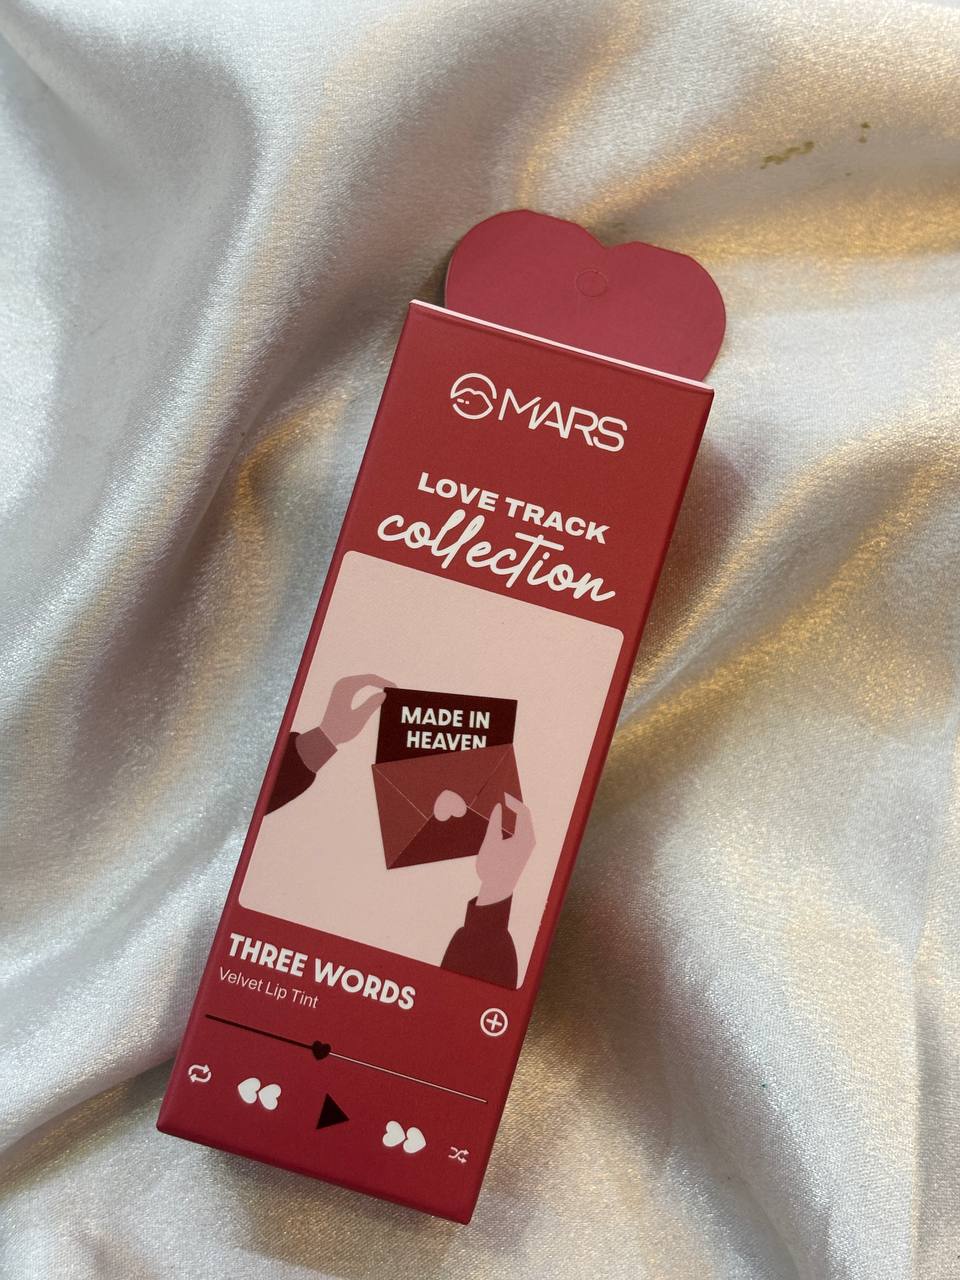 MARS
LOVE TRACK
collection
MADE IN
HEAVEN
THREE WORDS
Velvet Lip Tint